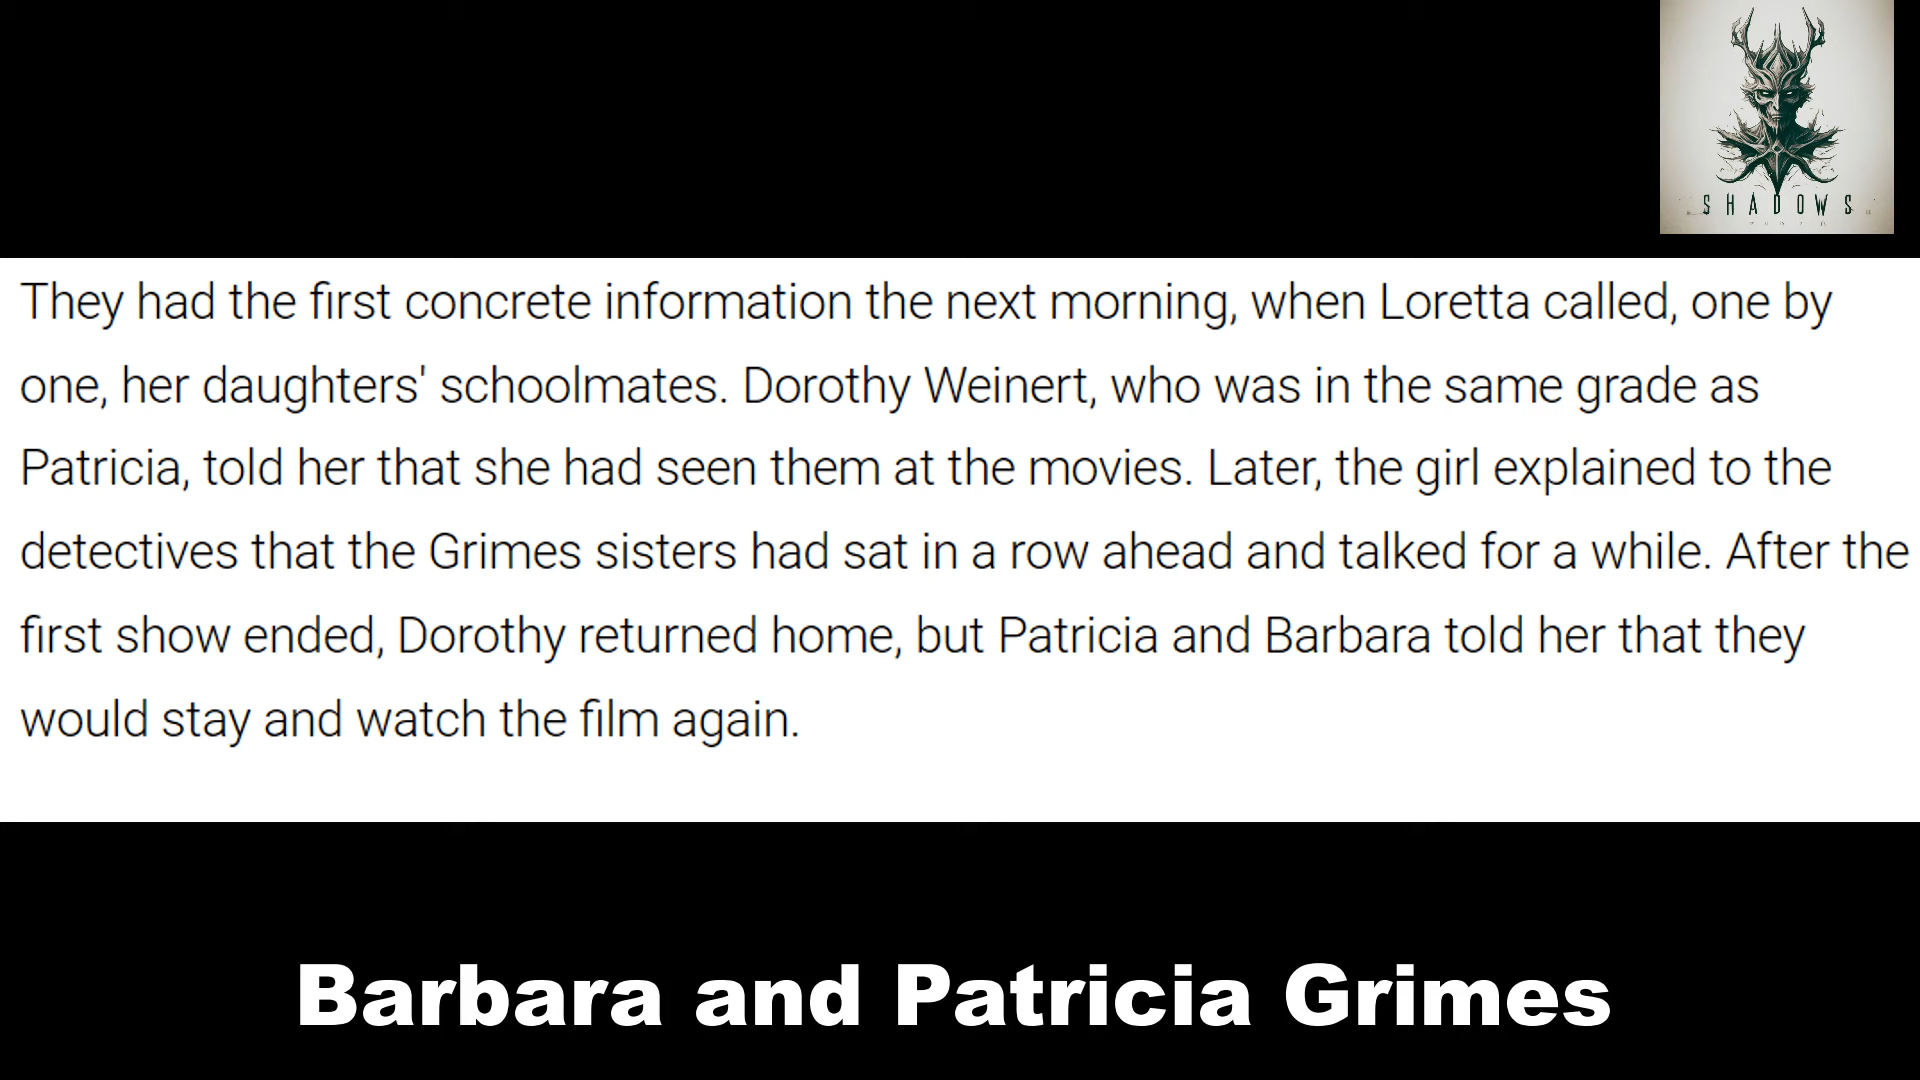 SHADOWS
They had the first concrete information the next morning, when Loretta called, one by
one, her daughters' schoolmates. Dorothy Weinert, who was in the same grade as
Patricia, told her that she had seen them at the movies. Later, the girl explained to the
detectives that the Grimes sisters had sat in a row ahead and talked for a while. After the
first show ended, Dorothy returned home, but Patricia and Barbara told her that they
would stay and watch the film again.
Barbara and Patricia Grimes